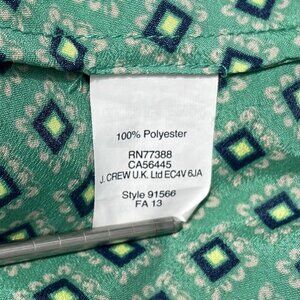 100% Polyester
RN77388
CA56445
J. CREW U.K. Ltd EC4V 6JA
Style 91566
FA 13